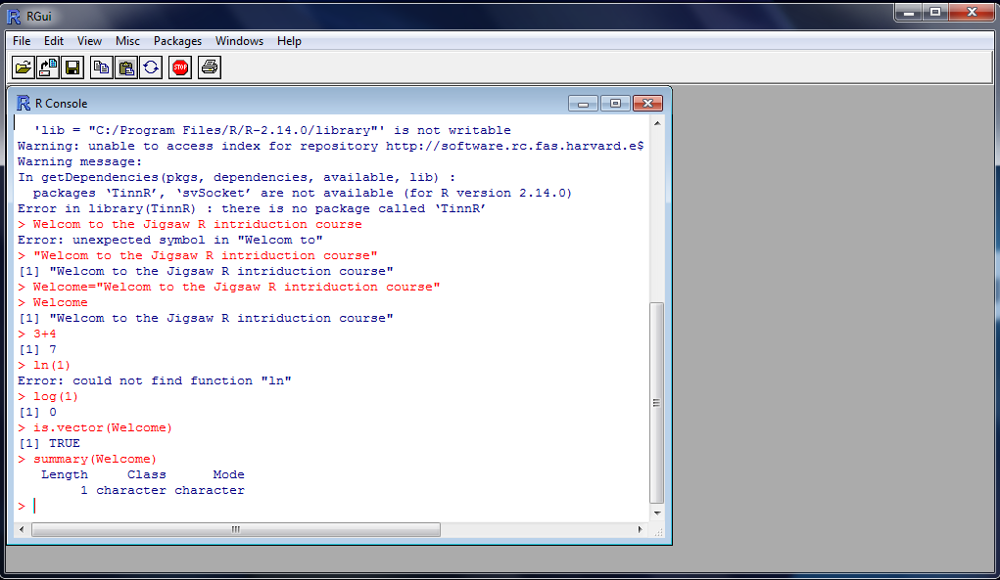 RGui
File Edit View Misc Packages Windows Help
STOP
R Console
'lib = "C:/Program Files/R/R-2.14.0/library"' is not writable
Warning: unable to access index for repository http://software.rc.fas.harvard.e$
Warning message:
In getDependencies(pkgs, dependencies, available, lib) :
packages ‘TinnR’, ‘svSocket’ are not available (for R version 2.14.0)
Error in library(TinnR) : there is no package called ‘TinnR’
> Welcom to the Jigsaw R intriduction course
Error: unexpected symbol in "Welcom to"
> "Welcom to the Jigsaw R intriduction course"
[1] "Welcom to the Jigsaw R intriduction course"
> Welcome="Welcom to the Jigsaw R intriduction course"
> Welcome
[1] "Welcom to the Jigsaw R intriduction course"
> 3+4
[1] 7
> ln(1)
Error: could not find function "ln"
> log(1)
[1] 0
> is.vector(Welcome)
[1] TRUE
> summary(Welcome)
Length Class Mode
1 character character
>